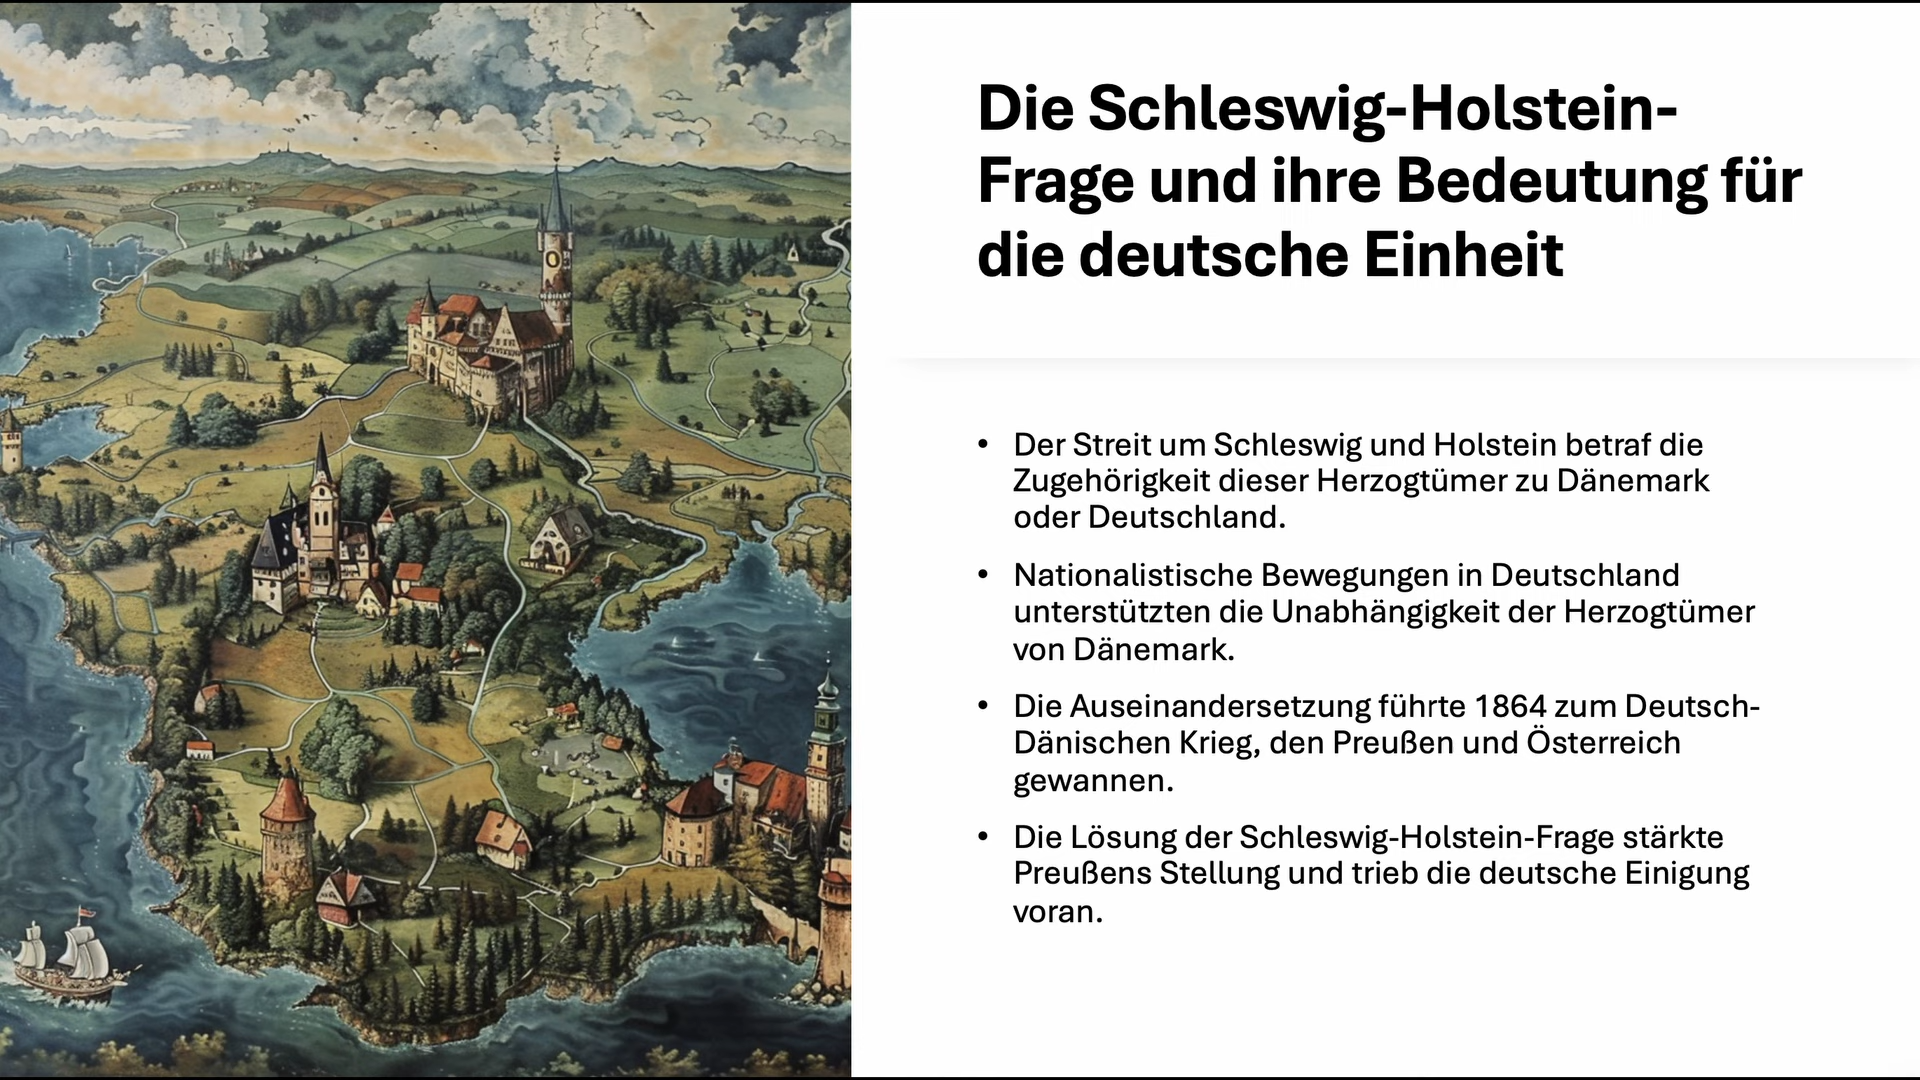 Die Schleswig-Holstein-
Frage und ihre Bedeutung für
die deutsche Einheit
• Der Streit um Schleswig und Holstein betraf die
Zugehörigkeit dieser Herzogtümer zu Dänemark
oder Deutschland.
• Nationalistische Bewegungen in Deutschland
unterstützten die Unabhängigkeit der Herzogtümer
von Dänemark.
• Die Auseinandersetzung führte 1864 zum Deutsch-
Dänischen Krieg, den Preußen und Österreich
gewannen.
• Die Lösung der Schleswig-Holstein-Frage stärkte
Preußens Stellung und trieb die deutsche Einigung
voran.